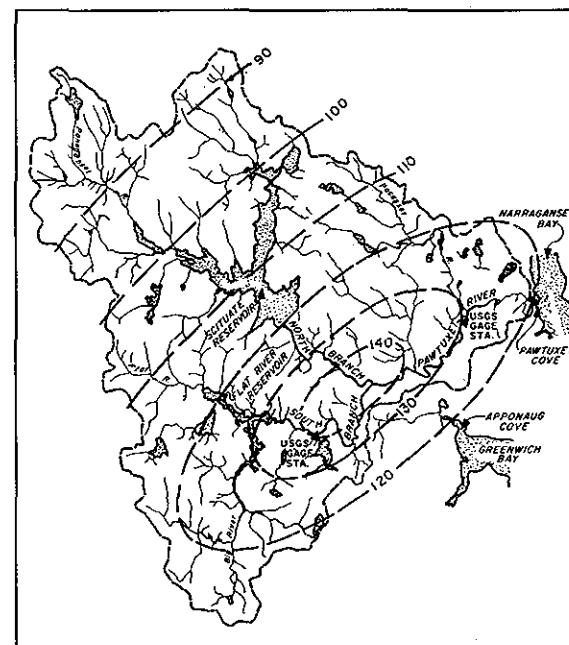 90
100
110
NARRAGANSE
BAY
SCITUATE
RESERVOIR
FLAT RIVER
RESERVOIR
NORTH
BRANCH
140
PAWTUXET
RIVER
USGS
GAGE
STA.
PAWTUXE
COVE
SOUTH
BRANCH
130
120
USGS
GAGE
STA.
APPONAUG
COVE
GREENWICH
BAY
River